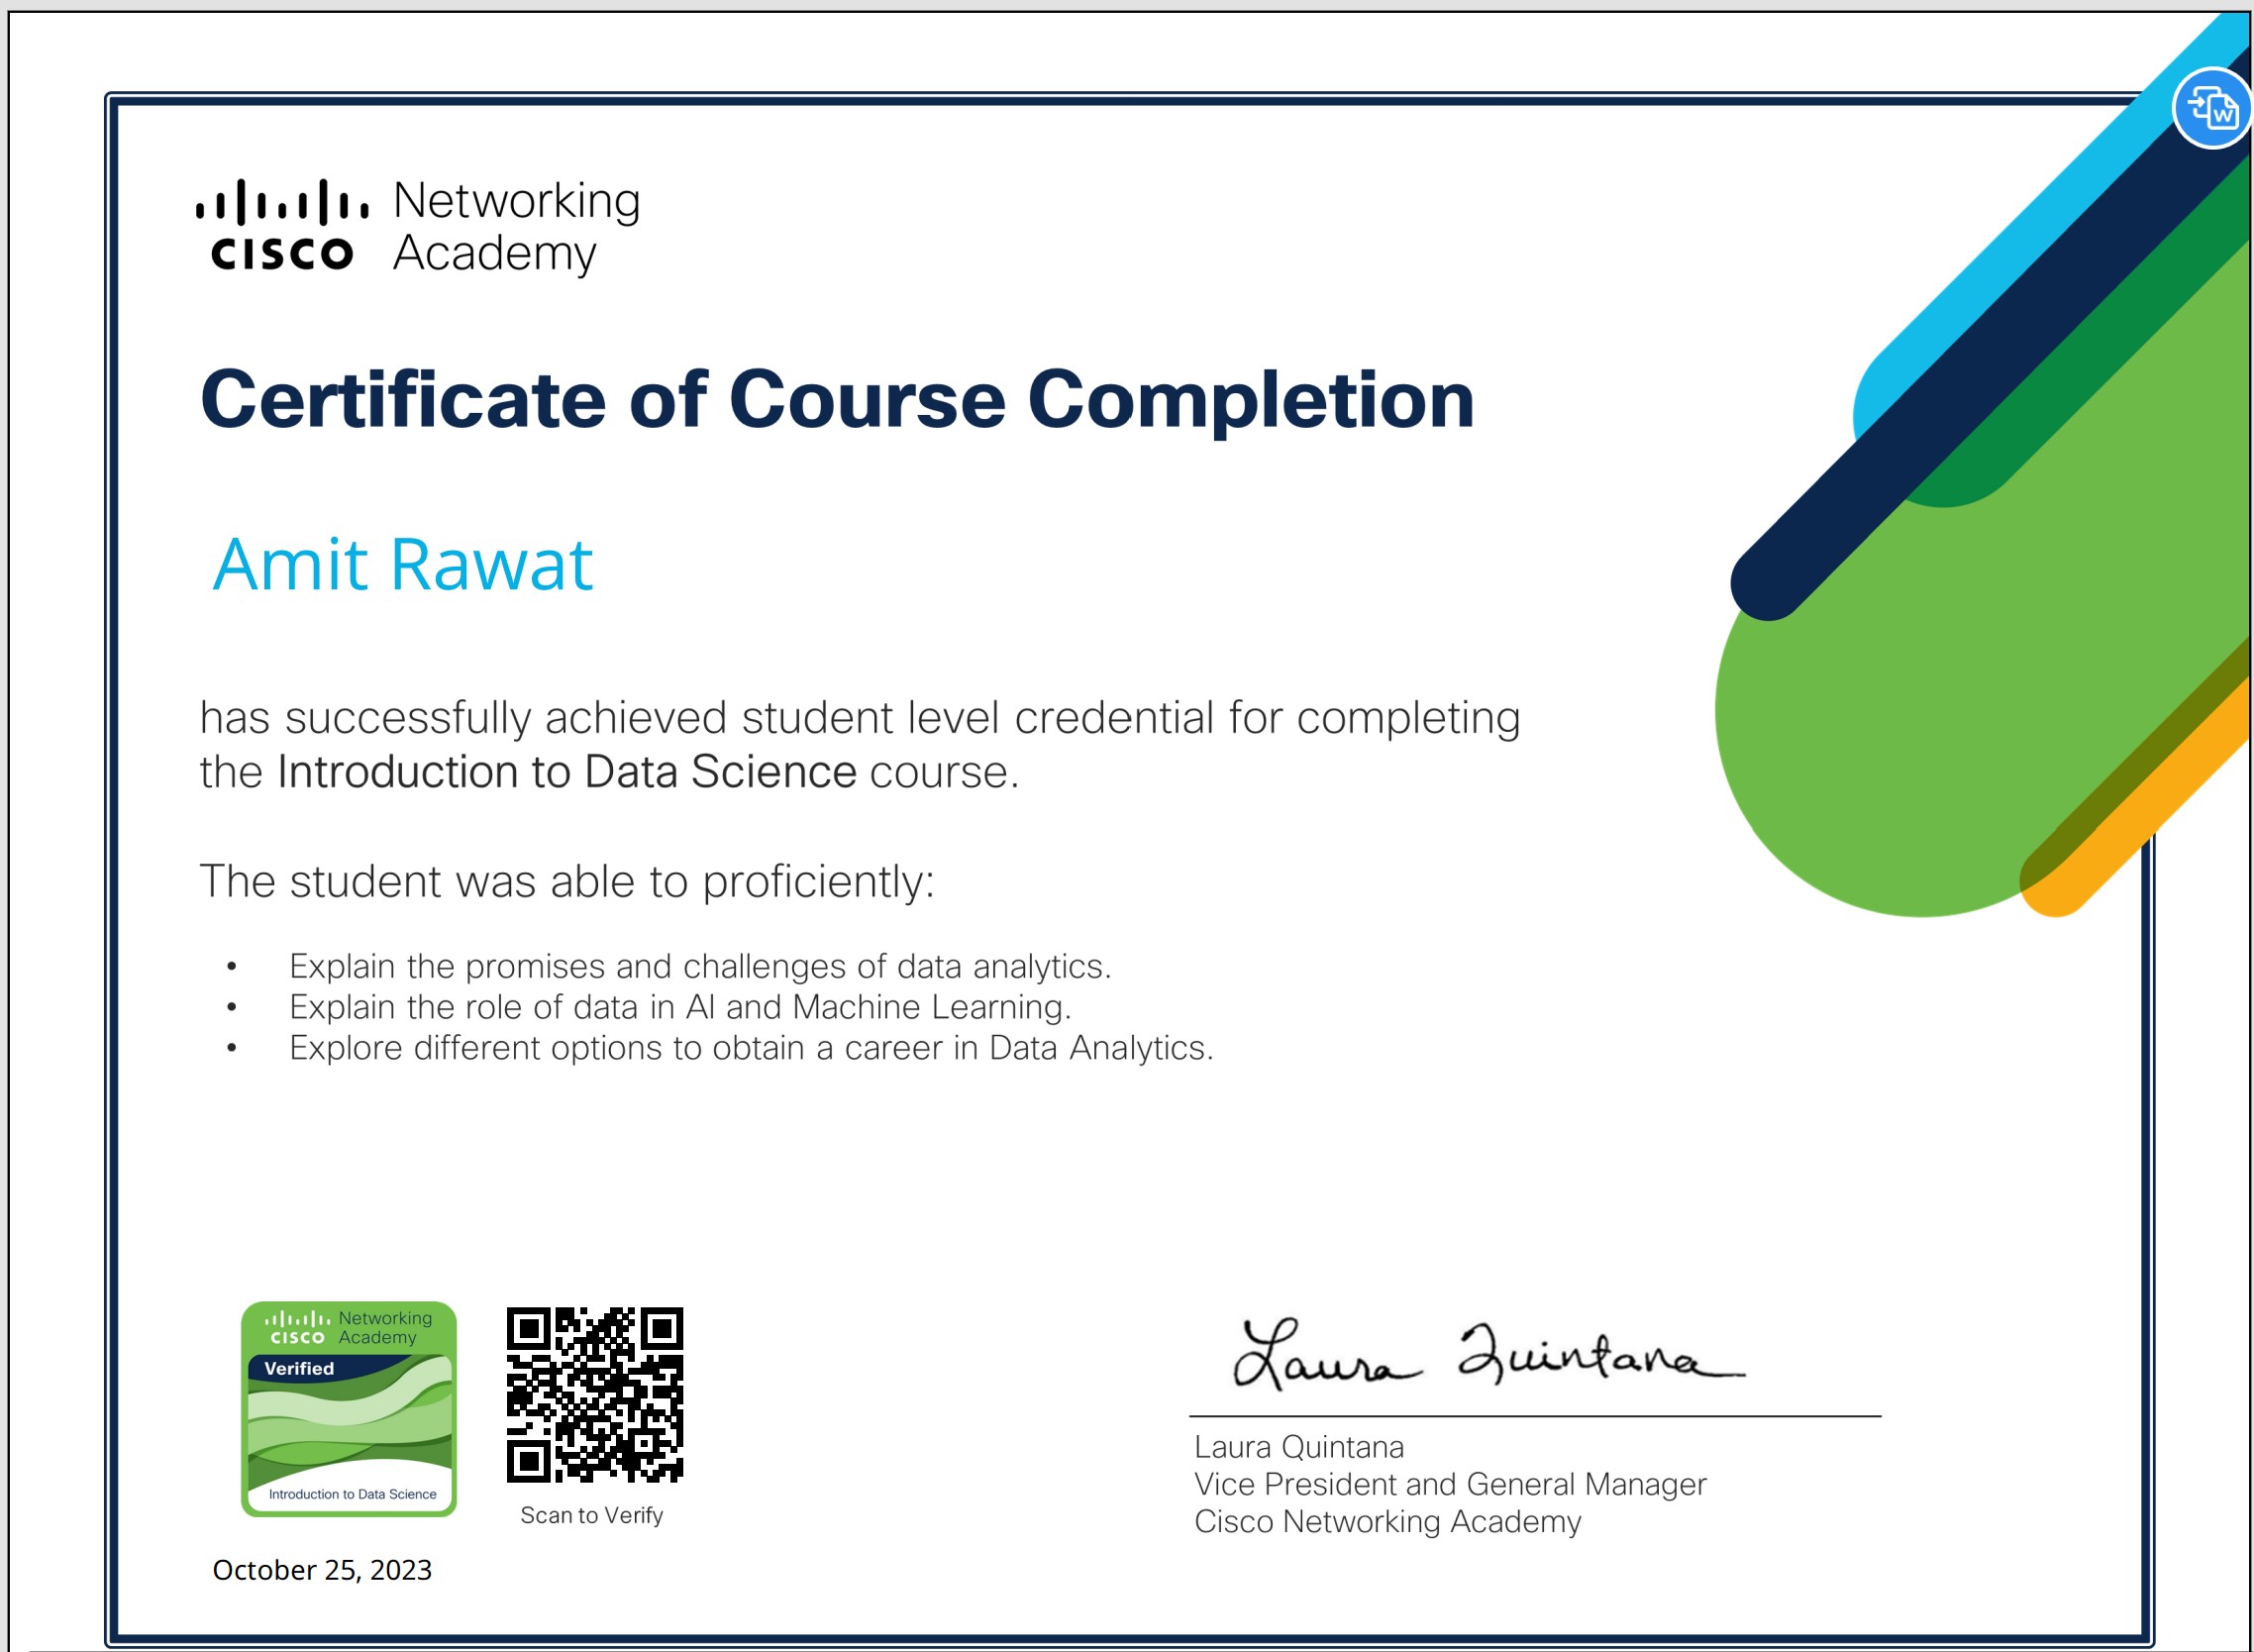 Networking
CISCO Academy
Certificate of Course Completion
Amit Rawat
has successfully achieved student level credential for completing
the Introduction to Data Science course.
The student was able to proficiently:
• Explain the promises and challenges of data analytics.
• Explain the role of data in AI and Machine Learning.
• Explore different options to obtain a career in Data Analytics.
Networking
CISCO Academy
Verified
Introduction to Data Science
Scan to Verify
October 25, 2023
Laura Quintana
Laura Quintana
Vice President and General Manager
Cisco Networking Academy
W